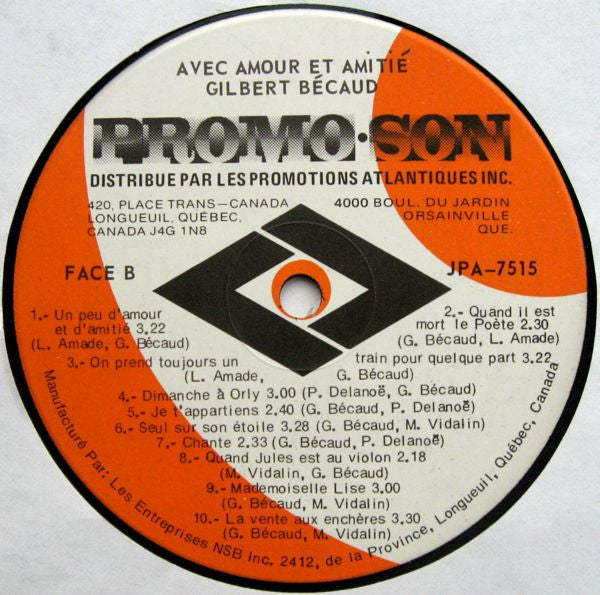 AVEC AMOUR ET AMITIÉ
GILBERT BÉCAUD
PROMO·SON
DISTRIBUE PAR LES PROMOTIONS ATLANTIQUES INC.
420, PLACE TRANS-CANADA
LONGUEUIL, QUÉBEC,
CANADA J4G 1N8
4000 BOUL. DU JARDIN
ORSAINVILLE
QUE.
FACE B
JPA-7515
1.- Un peu d'amour
et d'amitié 3.22
(L. Amade, G. Bécaud)
2.- Quand il est
mort le Poète 2.30
(G. Bécaud, L. Amade)
3.- On prend toujours un train pour quelque part 3.22
(L. Amade, G. Bécaud)
4.- Dimanche à Orly 3.00 (P. Delanoë, G. Bécaud)
5.- Je t'appartiens 2.40 (G. Bécaud, P. Delanoë)
6.- Seul sur son étoile 3.28 (G. Bécaud, M. Vidalin)
7.- Chante 2.33 (G. Bécaud, P. Delanoë)
8.- Quand Jules est au violon 2.18
(M. Vidalin, G. Bécaud)
9.- Mademoiselle Lise 3.00
(G. Bécaud, M. Vidalin)
10.- La vente aux enchères 3.30
(G. Bécaud, M. Vidalin)
Manufacturé Par: Les Entreprises NSB Inc. 2412, de la Province, Longueuil, Québec, Canada